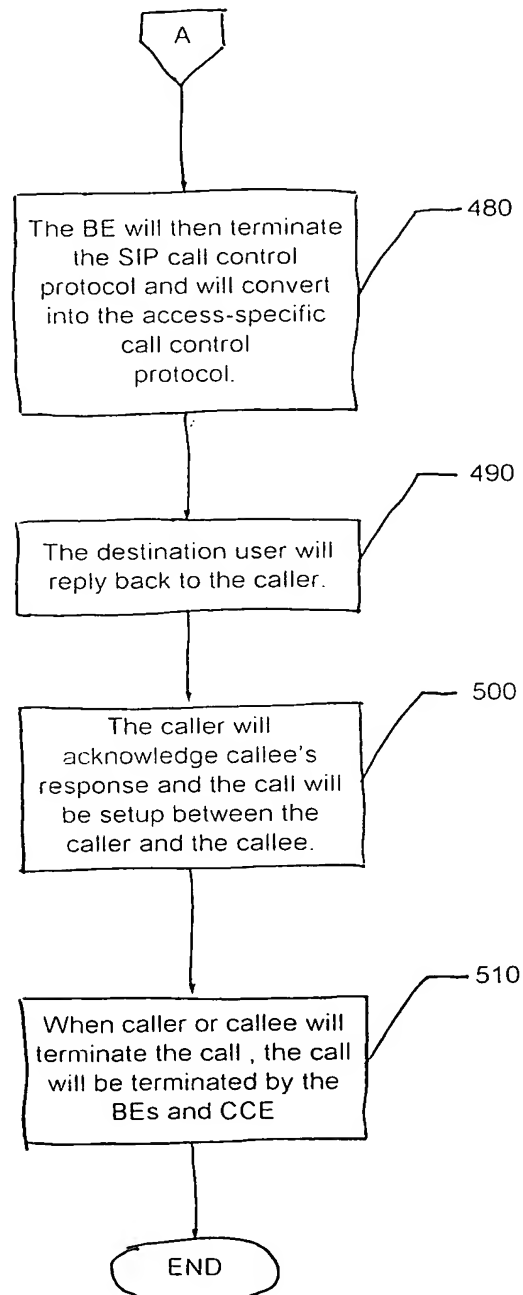 A
The BE will then terminate
the SIP call control
protocol and will convert
into the access-specific
call control
protocol.
480
The destination user will
reply back to the caller.
490
The caller will
acknowledge callee's
response and the call will
be setup between the
caller and the callee.
500
When caller or callee will
terminate the call , the call
will be terminated by the
BEs and CCE
510
END